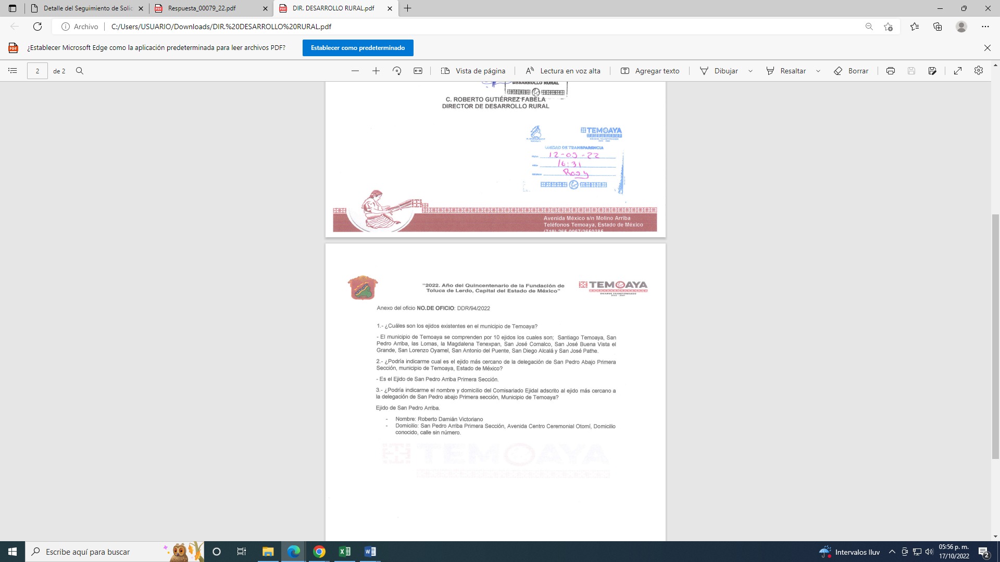 Detalle del Seguimiento de Solic
Respuesta_00079_22.pdf
DIR. DESARROLLO RURAL.pdf
Archivo
C:/Users/USUARIO/Downloads/DIR.%20DESARROLLO%20RURAL.pdf
¿Establecer Microsoft Edge como la aplicación predeterminada para leer archivos PDF?
Establecer como predeterminado
2
de 2
Vista de página
Lectura en voz alta
Agregar texto
Dibujar
Resaltar
Borrar
DESARROLLO RURAL
C. ROBERTO GUTIÉRREZ FABELA
DIRECTOR DE DESARROLLO RURAL
TEMOAYA
UNIDAD DE TRANSPARENCIA
12-09-22
16:31
Rosy
Avenida México s/n Molino Arriba
Teléfonos Temoaya, Estado de México
(719) 265 0067/2650385
"2022. Año del Quincentenario de la Fundación de
Toluca de Lerdo, Capital del Estado de México"
TEMOAYA
SIGAMOS TRANSFORMANDO
Anexo del oficio NO.DE OFICIO: DDR/94/2022
1.- ¿Cuáles son los ejidos existentes en el municipio de Temoaya?
- El municipio de Temoaya se comprenden por 10 ejidos los cuales son; Santiago Temoaya, San
Pedro Arriba, las Lomas, la Magdalena Tenexpan, San José Comalco, San José Buena Vista el
Grande, San Lorenzo Oyamel, San Antonio del Puente, San Diego Alcalá y San José Pathe.
2.- ¿Podría indicarme cual es el ejido más cercano de la delegación de San Pedro Abajo Primera
Sección, municipio de Temoaya, Estado de México?
- Es el Ejido de San Pedro Arriba Primera Sección.
3.- ¿Podría indicarme el nombre y domicilio del Comisariado Ejidal adscrito al ejido más cercano a
la delegación de San Pedro abajo Primera sección, Municipio de Temoaya?
Ejido de San Pedro Arriba.
- Nombre: Roberto Damián Victoriano
- Domicilio: San Pedro Arriba Primera Sección, Avenida Centro Ceremonial Otomí, Domicilio
conocido, calle sin número.
TEMOAYA
Escribe aquí para buscar
Intervalos lluv
05:56 p. m.
17/10/2022
2